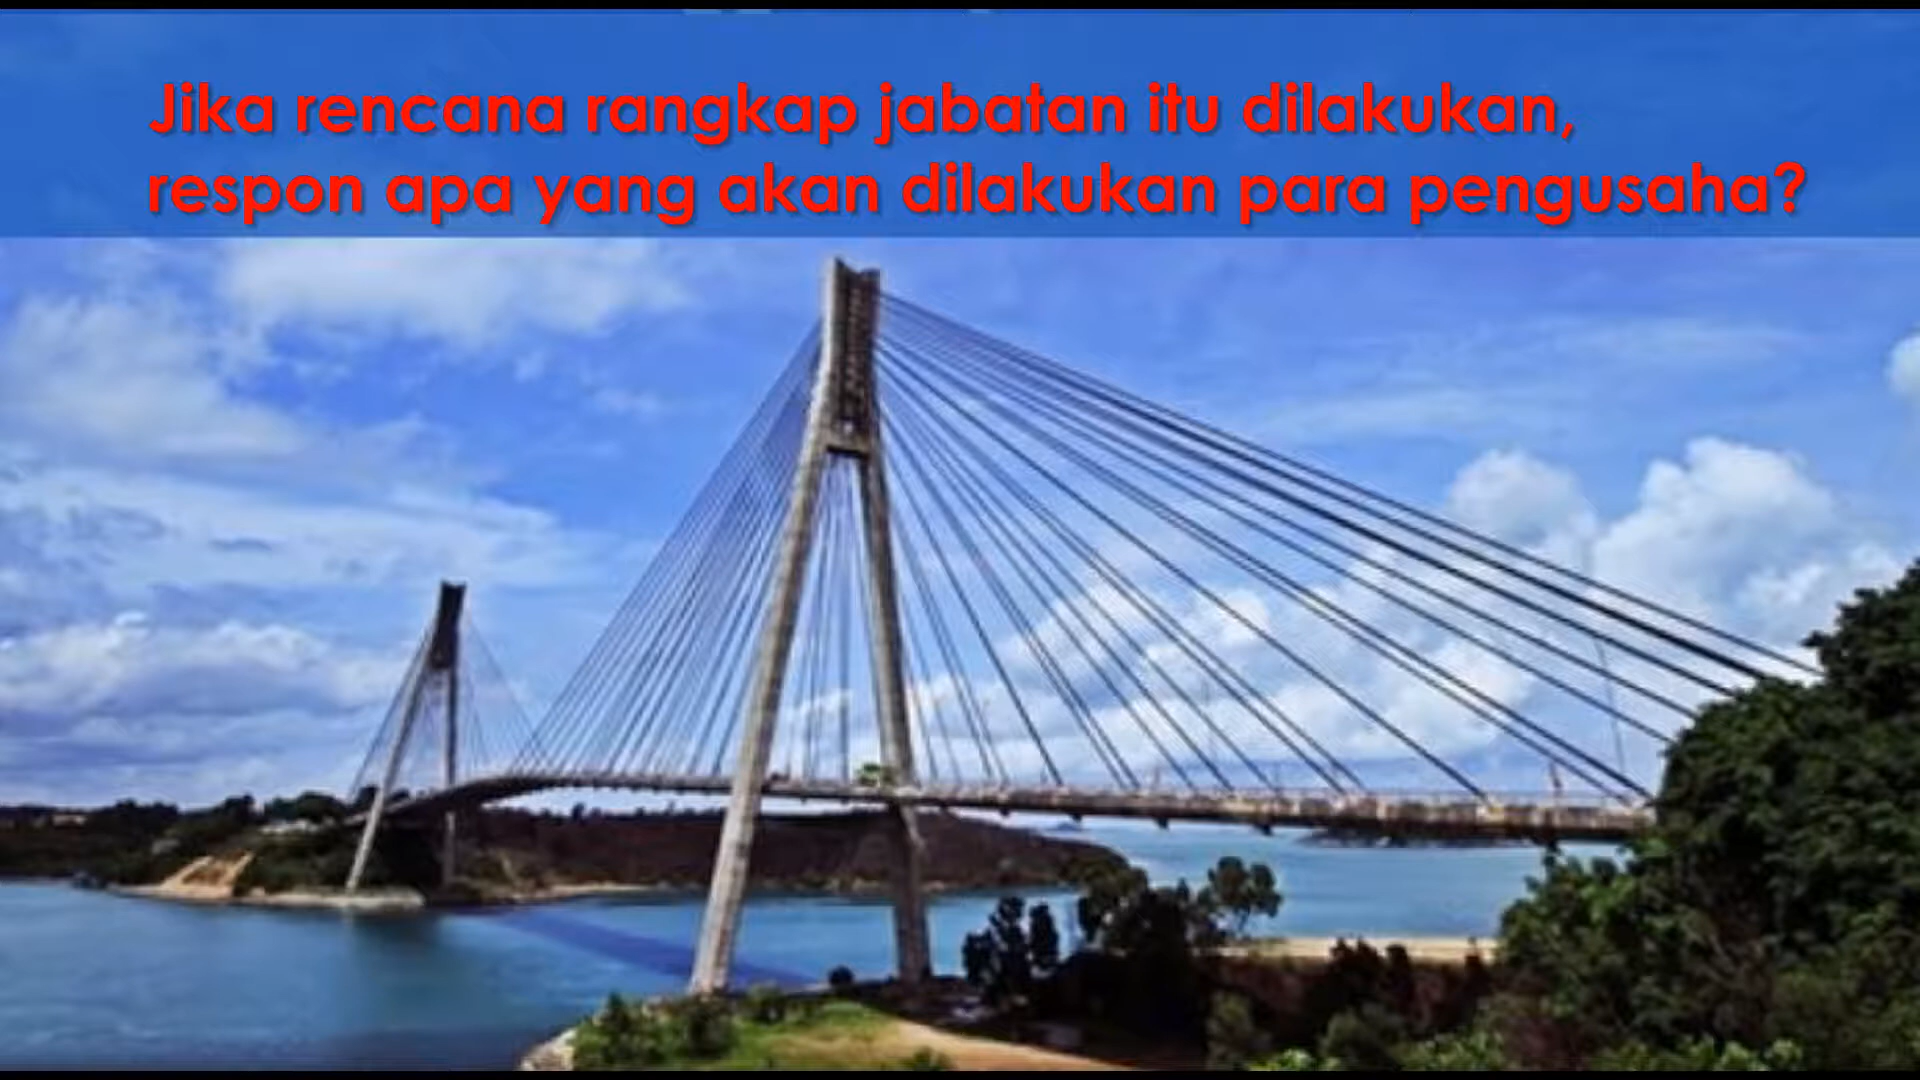 Jika rencana rangkap jabatan itu dilakukan,
respon apa yang akan dilakukan para pengusaha?